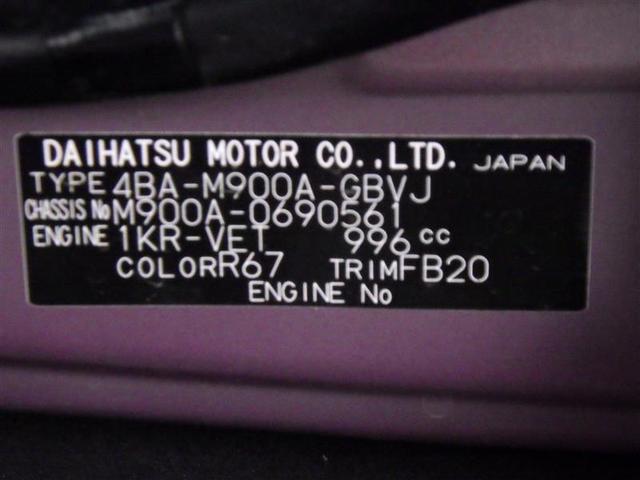 DAIHATSU MOTOR CO.,LTD. JAPAN
TYPE 4BA-M900A-GBVJ
CHASSIS No M900A-0690561
ENGINE 1KR-VET 996 cc
COLOR R67 TRIM FB20
ENGINE No